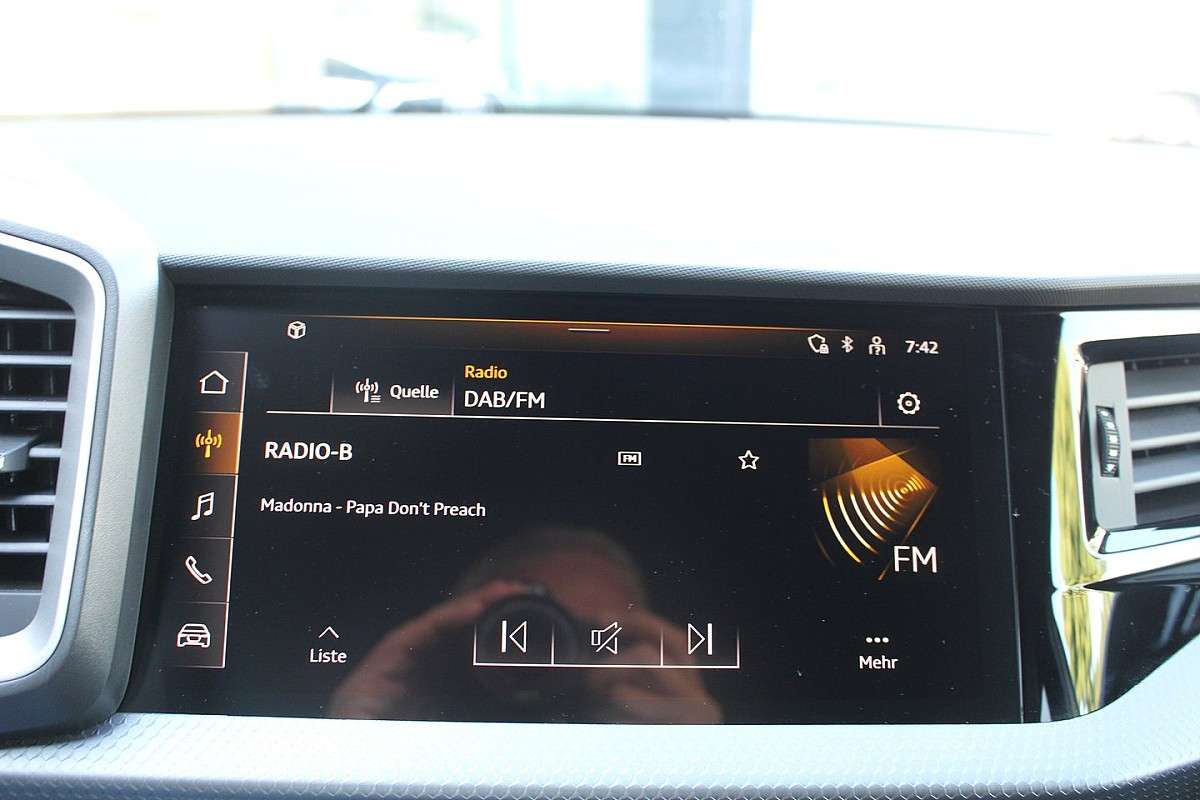 7:42
Quelle
Radio
DAB/FM
RADIO-B
FM
Madonna - Papa Don't Preach
FM
Liste
Mehr